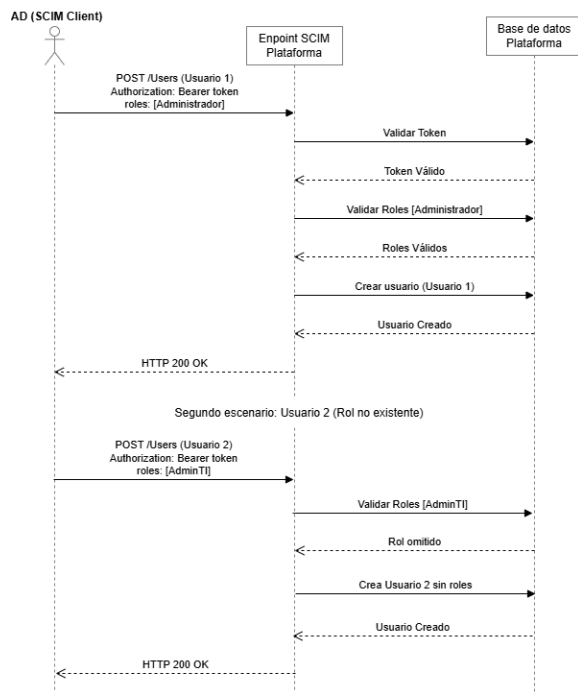 AD (SCIM Client)
Enpoint SCIM
Plataforma
Base de datos
Plataforma
POST /Users (Usuario 1)
Authorization: Bearer token
roles: [Administrador]
Validar Token
Token Válido
Validar Roles [Administrador]
Roles Válidos
Crear usuario (Usuario 1)
Usuario Creado
HTTP 200 OK
Segundo escenario: Usuario 2 (Rol no existente)
POST /Users (Usuario 2)
Authorization: Bearer token
roles: [AdminTI]
Validar Roles [AdminTI]
Rol omitido
Crea Usuario 2 sin roles
Usuario Creado
HTTP 200 OK